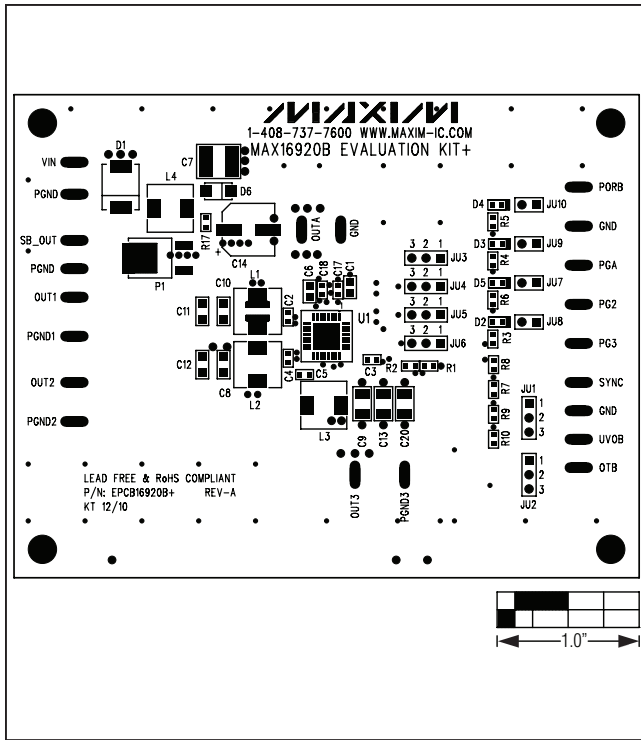 MAXIM
1-408-737-7600 WWW.MAXIM-IC.COM
MAX16920B EVALUATION KIT+
D1
C7
VIN
L4
D6
PGND
PORB
D4
JU10
R5
R17
OUTA
GND
GND
SB_OUT
+
C14
3 2 1
D3
JU9
JU3
R4
PGND
P1
PGA
OUT1
L1
C6
C18
C17
C1
3 2 1
JU4
D5
JU7
R6
C11
C10
C2
PG2
3 2 1
JU5
U1
D2
JU8
PGND1
3 2 1
JU6
R3
PG3
C12
C8
C4
C5
C3
R2
R1
R8
OUT2
L2
R7
JU1
SYNC
1
2
3
R9
GND
PGND2
L3
C9
C13
C20
R10
UVOB
OUT3
PGND3
1
2
3
JU2
OTB
LEAD FREE & RoHS COMPLIANT
P/N: EPCB16920B+ REV-A
KT 12/10
1.0"